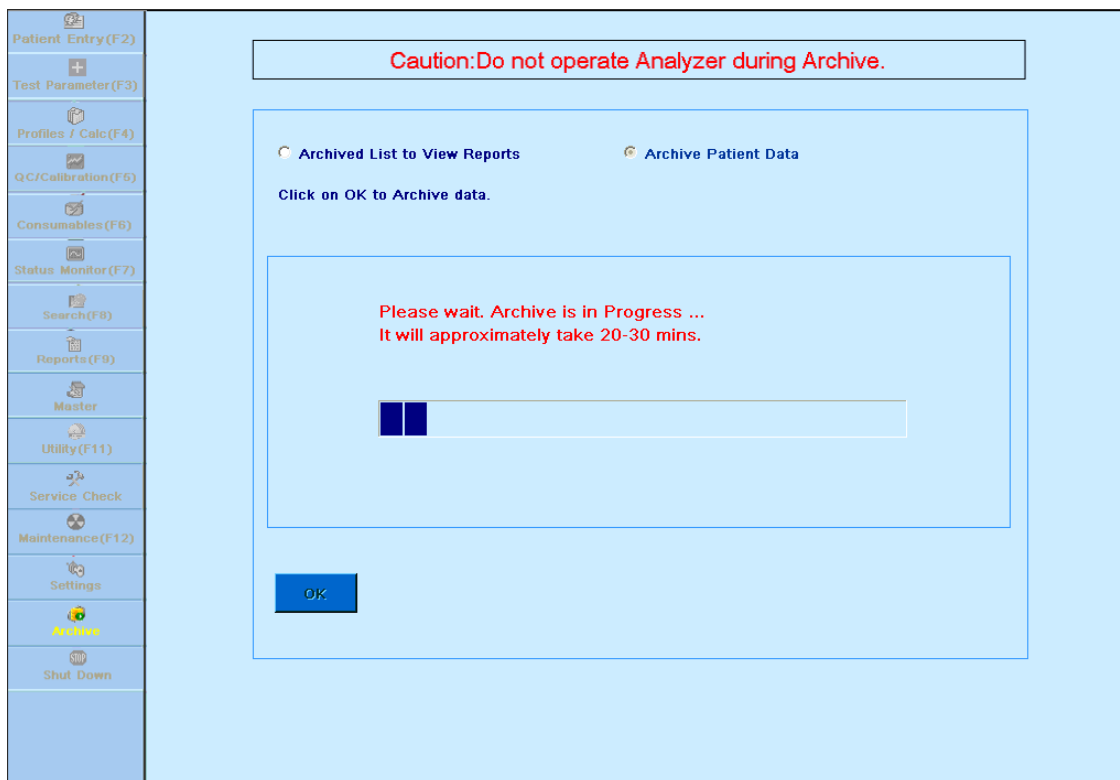 Patient Entry(F2)
Test Parameter(F3)
Profiles / Calc(F4)
QC/Calibration(F5)
Consumables(F6)
Status Monitor(F7)
Search(F8)
Reports(F9)
Master
Utility(F11)
Service Check
Maintenance(F12)
Settings
Archive
STOP
Shut Down
Caution:Do not operate Analyzer during Archive.
Archived List to View Reports
Archive Patient Data
Click on OK to Archive data.
Please wait. Archive is in Progress ...
It will approximately take 20-30 mins.
OK